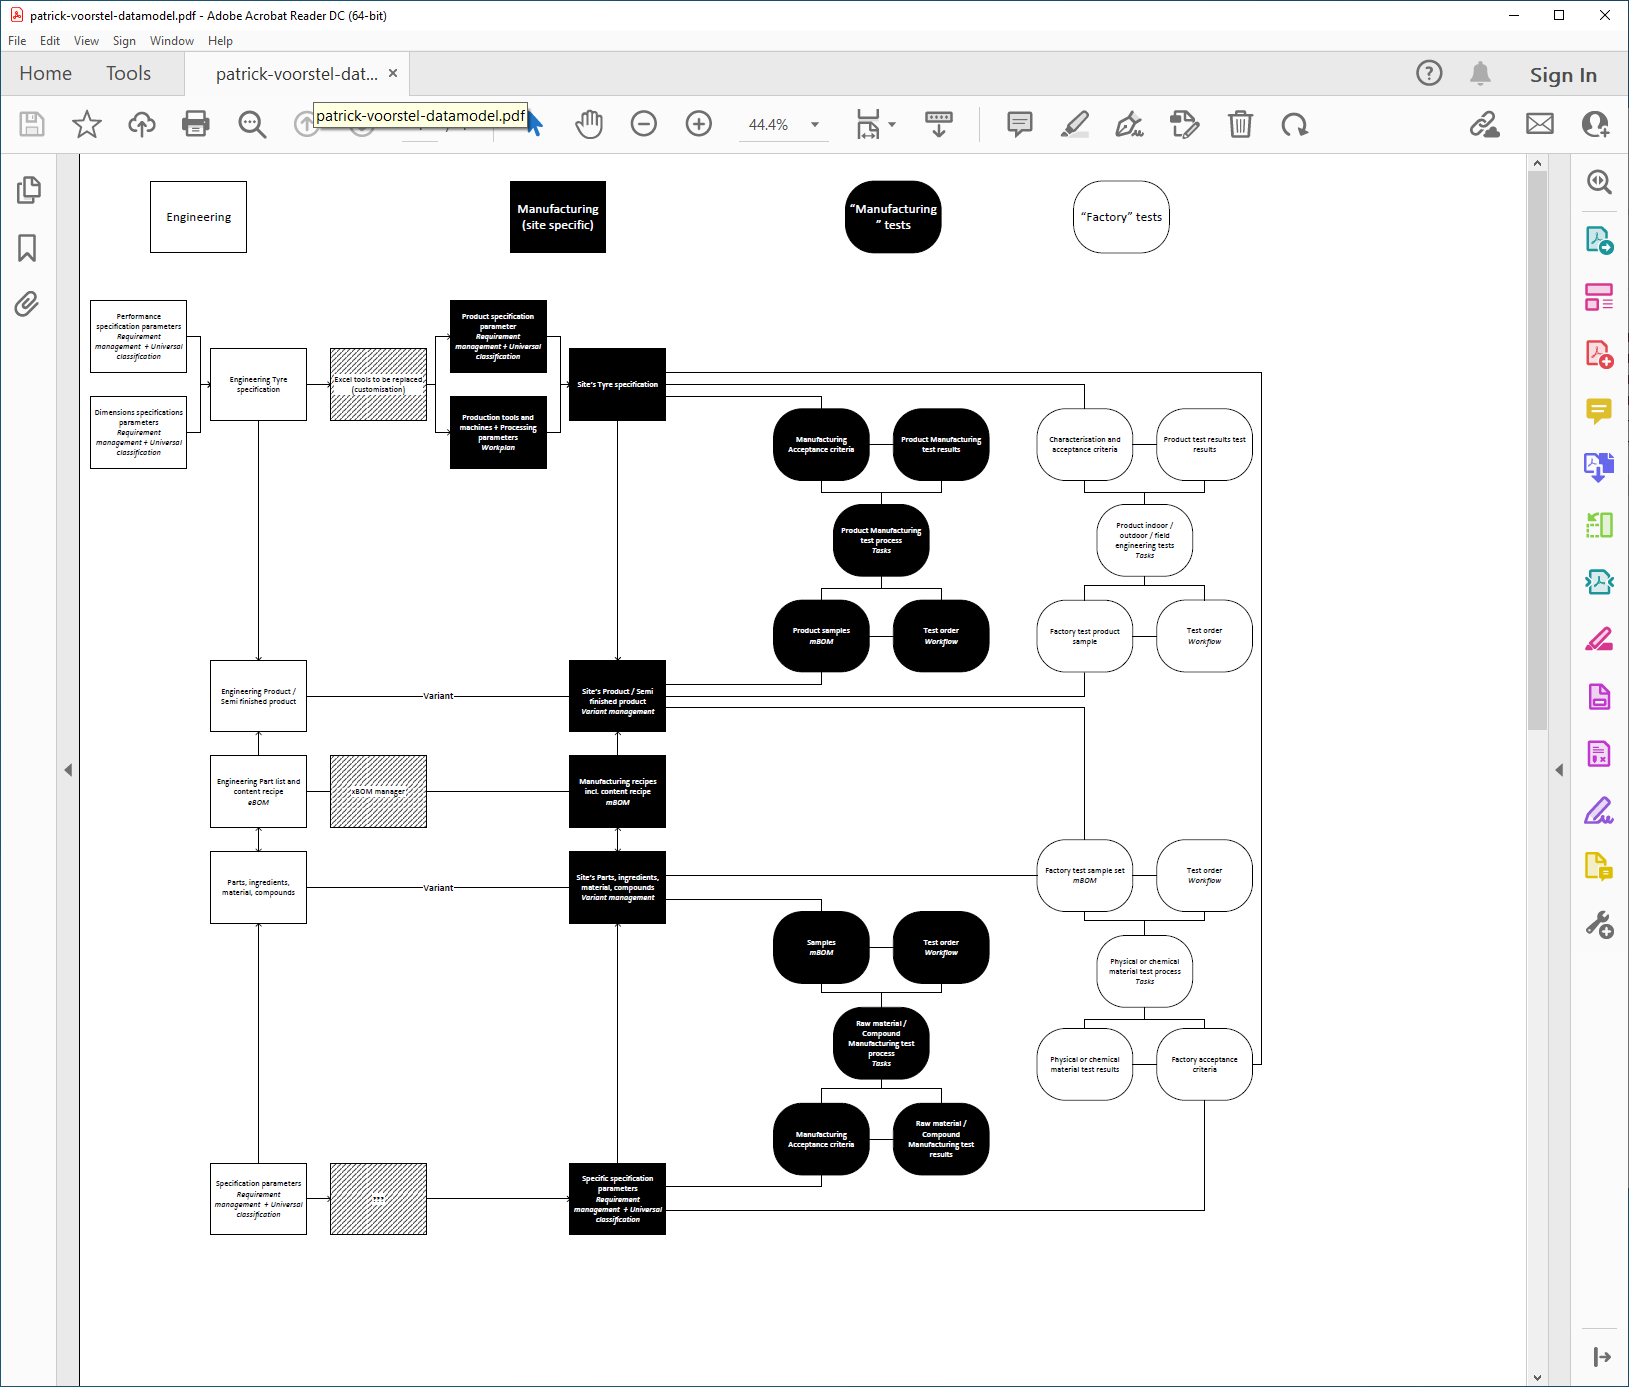 patrick-voorstel-datamodel.pdf - Adobe Acrobat Reader DC (64-bit)
File Edit View Sign Window Help
Home Tools patrick-voorstel-dat... × Sign In
patrick-voorstel-datamodel.pdf
44.4%
Engineering
Manufacturing
(site specific)
“Manufacturing
” tests
“Factory” tests
Performance
specification parameters
Requirement
management + Universal
classification
Dimensions specifications
parameters
Requirement
management + Universal
classification
Engineering Tyre
specification
Excel tools to be replaced
(customisation)
Product specification
parameter
Requirement
management + Universal
classification
Production tools and
machines + Processing
parameters
Workplan
Site's Tyre specification
Manufacturing
Acceptance criteria
Product Manufacturing
test results
Product Manufacturing
test process
Tasks
Product samples
mBOM
Test order
Workflow
Characterisation and
acceptance criteria
Product test results test
results
Product indoor /
outdoor / field
engineering tests
Tasks
Factory test product
sample
Test order
Workflow
Engineering Product /
Semi finished product
Variant
Site's Product / Semi
finished product
Variant management
Engineering Part list and
content recipe
eBOM
xBOM manager
Manufacturing recipes
incl. content recipe
mBOM
Parts, ingredients,
material, compounds
Variant
Site's Parts, ingredients,
material, compounds
Variant management
Factory test sample set
mBOM
Test order
Workflow
Samples
mBOM
Test order
Workflow
Physical or chemical
material test process
Tasks
Raw material /
Compound
Manufacturing test
process
Tasks
Physical or chemical
material test results
Factory acceptance
criteria
Manufacturing
Acceptance criteria
Raw material /
Compound
Manufacturing test
results
Specification parameters
Requirement
management + Universal
classification
Specific specification
parameters
Requirement
management + Universal
classification